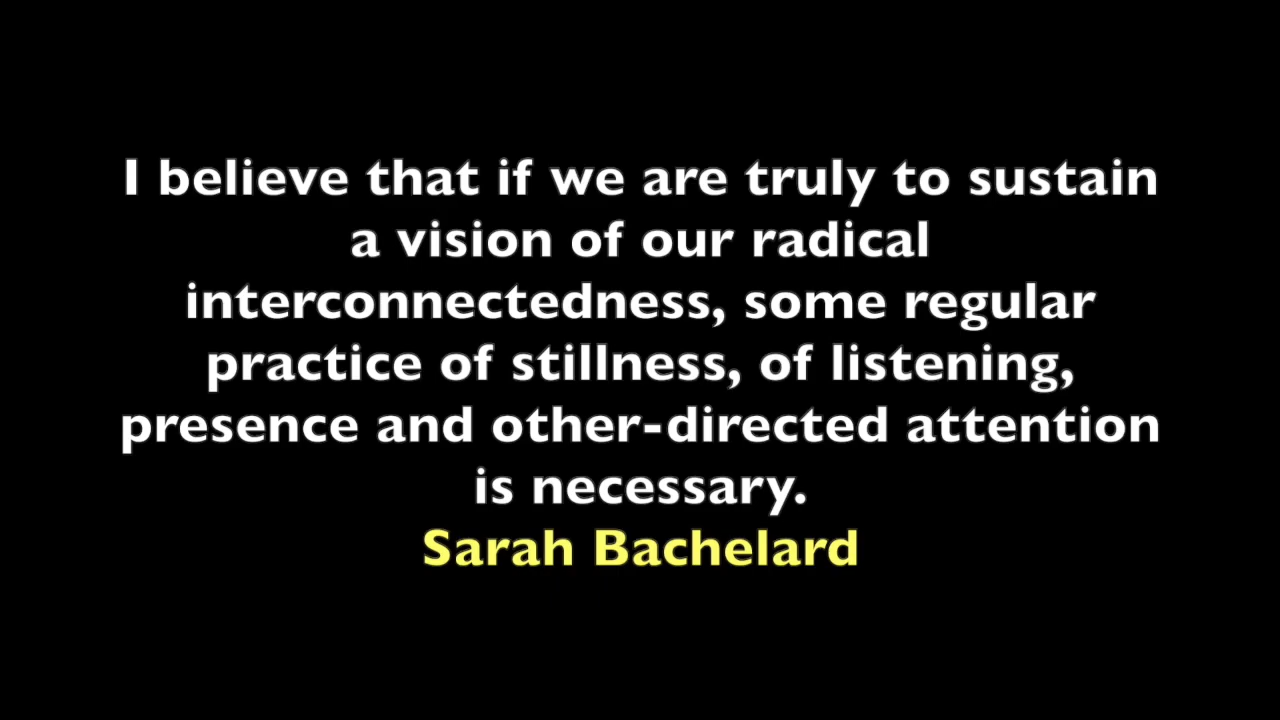 I believe that if we are truly to sustain
a vision of our radical
interconnectedness, some regular
practice of stillness, of listening,
presence and other-directed attention
is necessary.
Sarah Bachelard